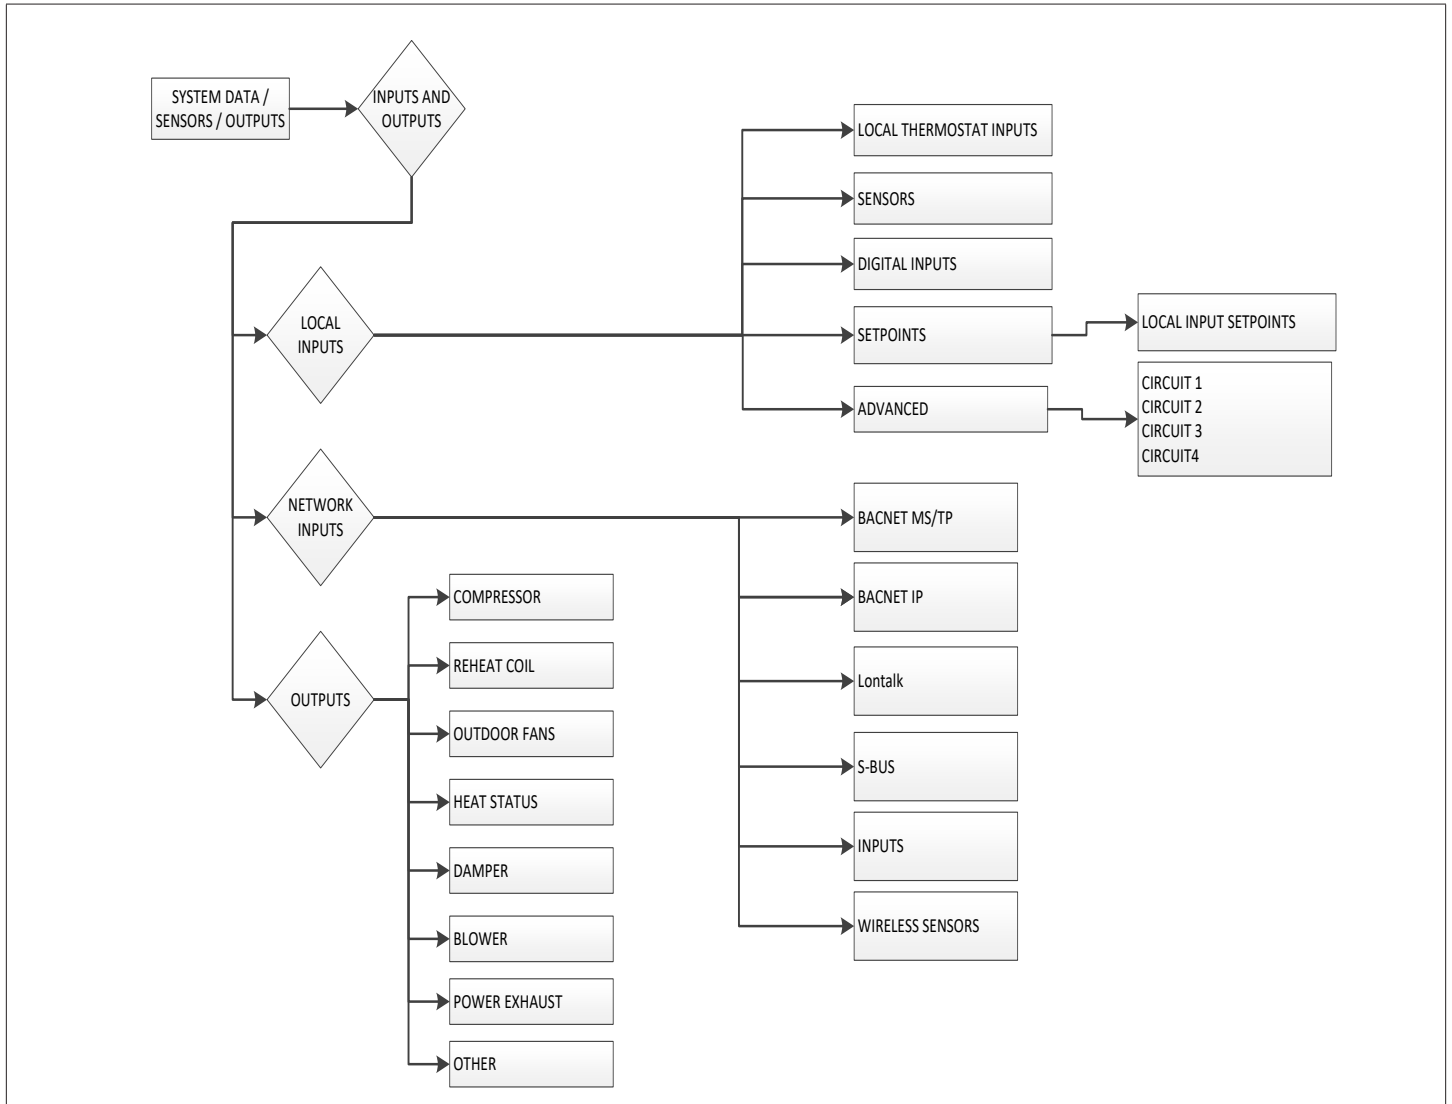 SYSTEM DATA /
SENSORS / OUTPUTS
INPUTS AND
OUTPUTS
LOCAL
INPUTS
LOCAL THERMOSTAT INPUTS
SENSORS
DIGITAL INPUTS
SETPOINTS
LOCAL INPUT SETPOINTS
ADVANCED
CIRCUIT 1
CIRCUIT 2
CIRCUIT 3
CIRCUIT4
NETWORK
INPUTS
BACNET MS/TP
BACNET IP
Lontalk
S-BUS
INPUTS
WIRELESS SENSORS
OUTPUTS
COMPRESSOR
REHEAT COIL
OUTDOOR FANS
HEAT STATUS
DAMPER
BLOWER
POWER EXHAUST
OTHER